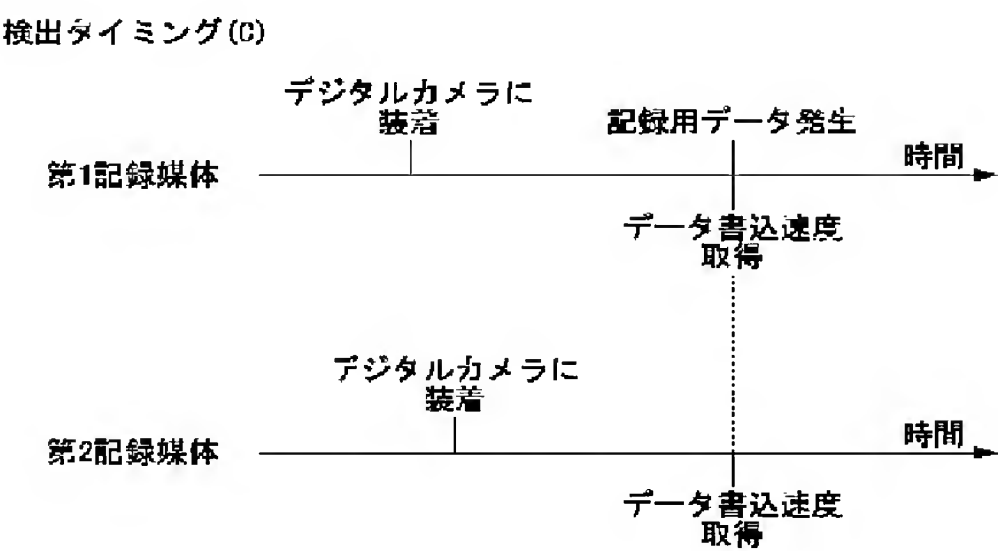 検出タイミング(C)
デジタルカメラに
装着
記録用データ発生
第1記録媒体
時間
データ書込速度
取得
デジタルカメラに
装着
第2記録媒体
時間
データ書込速度
取得